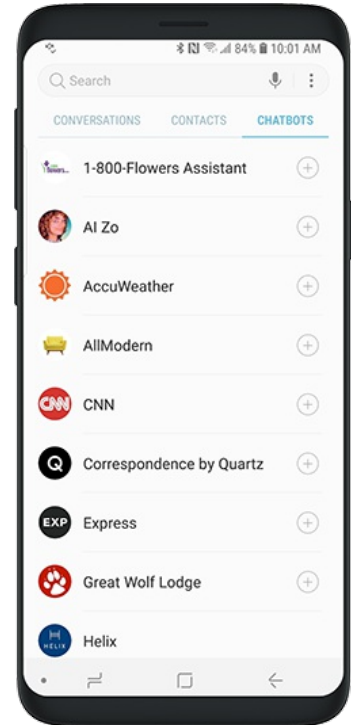 84% 10:01 AM
Search
CONVERSATIONS CONTACTS CHATBOTS
1-800-Flowers Assistant
AI Zo
AccuWeather
AllModern
CNN CNN
Q Correspondence by Quartz
EXP Express
Great Wolf Lodge
HELIX Helix